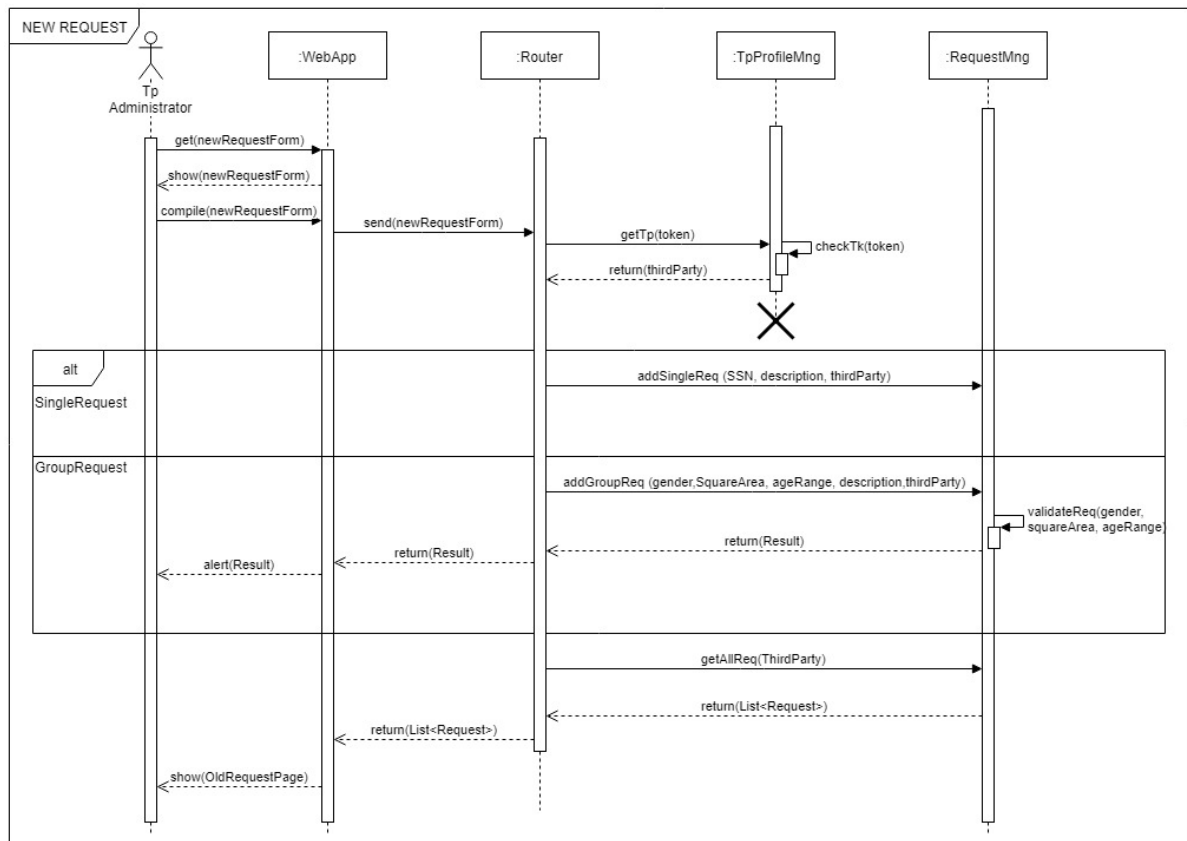 NEW REQUEST
:WebApp
:Router
:TpProfileMng
:RequestMng
Tp
Administrator
get(newRequestForm)
show(newRequestForm)
compile(newRequestForm)
send(newRequestForm)
getTp(token)
checkTk(token)
return(thirdParty)
alt
addSingleReq (SSN, description, thirdParty)
SingleRequest
GroupRequest
addGroupReq (gender,SquareArea, ageRange, description,thirdParty)
validateReq(gender,
squareArea, ageRange)
return(Result)
return(Result)
alert(Result)
getAllReq(ThirdParty)
return(List<Request>)
return(List<Request>)
show(OldRequestPage)